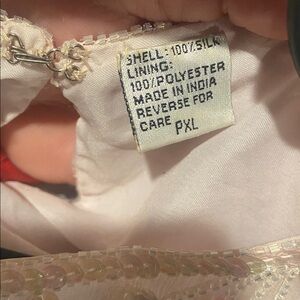 SHELL: 100% SILK
LINING:
100% POLYESTER
MADE IN INDIA
REVERSE FOR
CARE
PXL